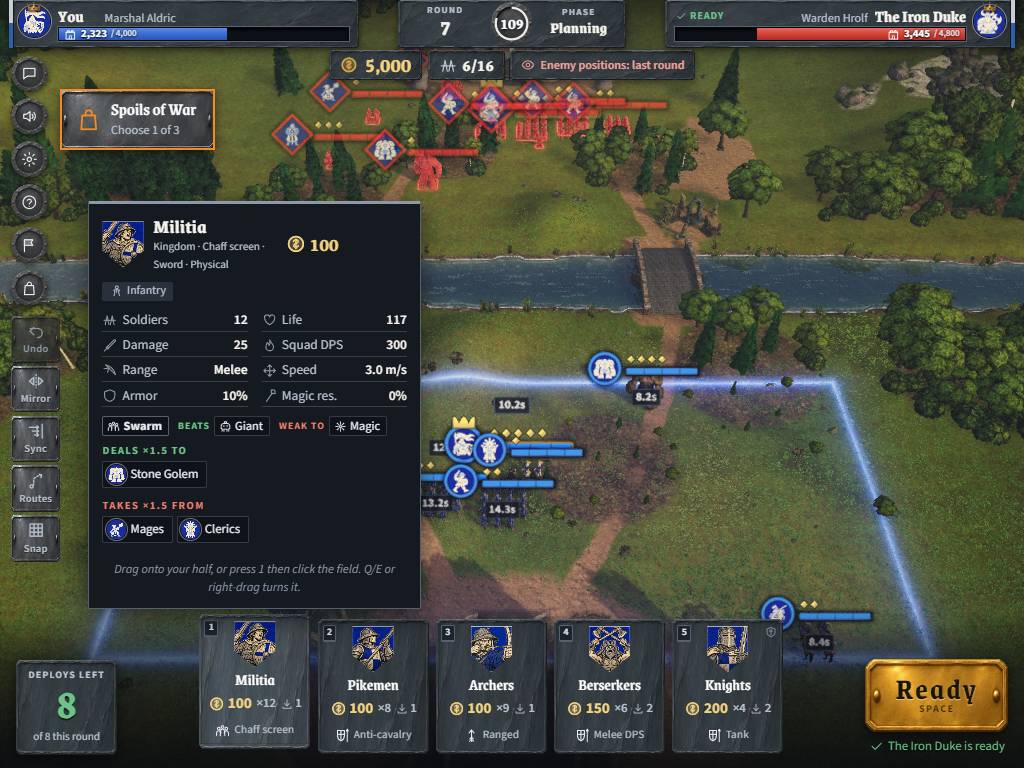 You Marshal Aldric
2,323 / 4,000
ROUND
7
109
PHASE
Planning
READY
Warden Hrolf The Iron Duke
3,445 / 4,800
5,000
6/16
Enemy positions: last round
Spoils of War
Choose 1 of 3
Militia
Kingdom · Chaff screen ·
Sword · Physical
100
Infantry
Soldiers 12 Life 117
Damage 25 Squad DPS 300
Range Melee Speed 3.0 m/s
Armor 10% Magic res. 0%
Swarm BEATS Giant WEAK TO Magic
DEALS ×1.5 TO
Stone Golem
TAKES ×1.5 FROM
Mages Clerics
Drag onto your half, or press 1 then click the field. Q/E or
right-drag turns it.
Undo
Mirror
Sync
Routes
Snap
8.2s
10.2s
13.2s
14.3s
8.4s
DEPLOYS LEFT
8
of 8 this round
1
Militia
100 ×12 1
Chaff screen
2
Pikemen
100 ×8 1
Anti-cavalry
3
Archers
100 ×9 1
Ranged
4
Berserkers
150 ×6 2
Melee DPS
5
Knights
200 ×4 2
Tank
Ready
SPACE
The Iron Duke is ready